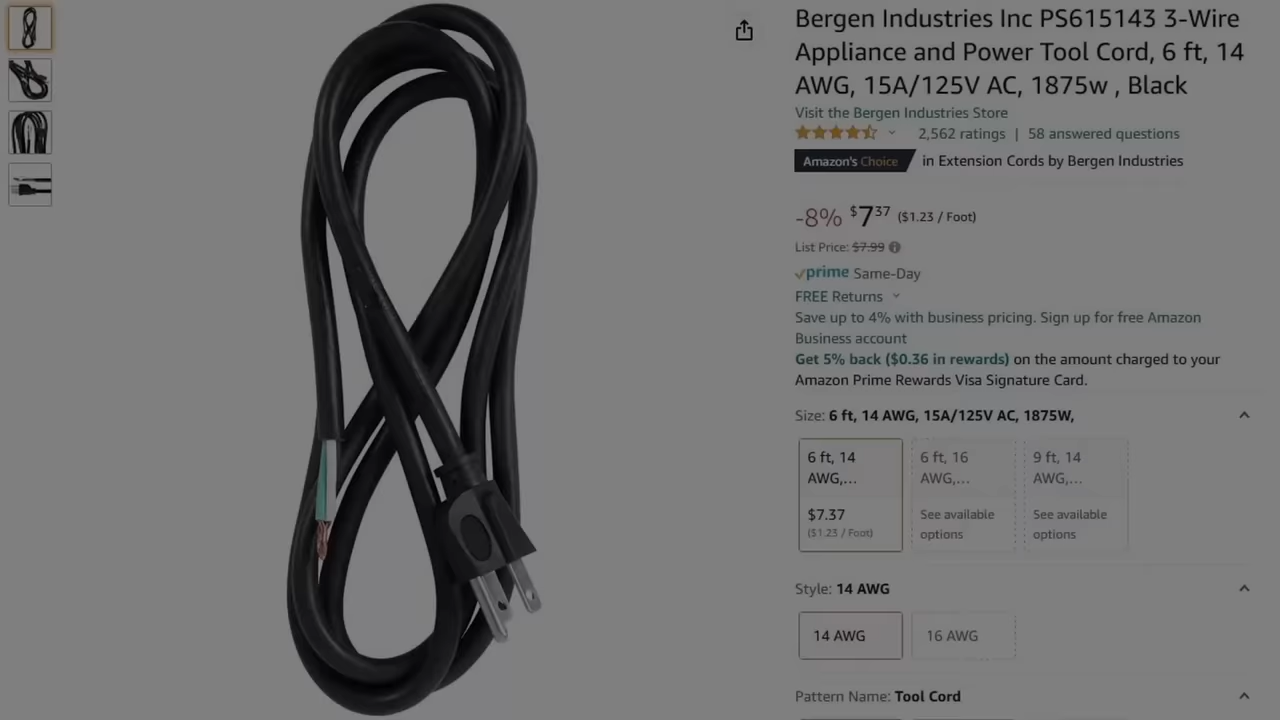 Bergen Industries Inc PS615143 3-Wire
Appliance and Power Tool Cord, 6 ft, 14
AWG, 15A/125V AC, 1875w , Black
Visit the Bergen Industries Store
2,562 ratings | 58 answered questions
Amazon's Choice in Extension Cords by Bergen Industries
-8% $7 37 ($1.23 / Foot)
List Price: $7.99
prime Same-Day
FREE Returns
Save up to 4% with business pricing. Sign up for free Amazon
Business account
Get 5% back ($0.36 in rewards) on the amount charged to your
Amazon Prime Rewards Visa Signature Card.
Size: 6 ft, 14 AWG, 15A/125V AC, 1875W,
6 ft, 14
AWG,...
$7.37
($1.23 / Foot)
6 ft, 16
AWG,...
See available
options
9 ft, 14
AWG,...
See available
options
Style: 14 AWG
14 AWG
16 AWG
Pattern Name: Tool Cord